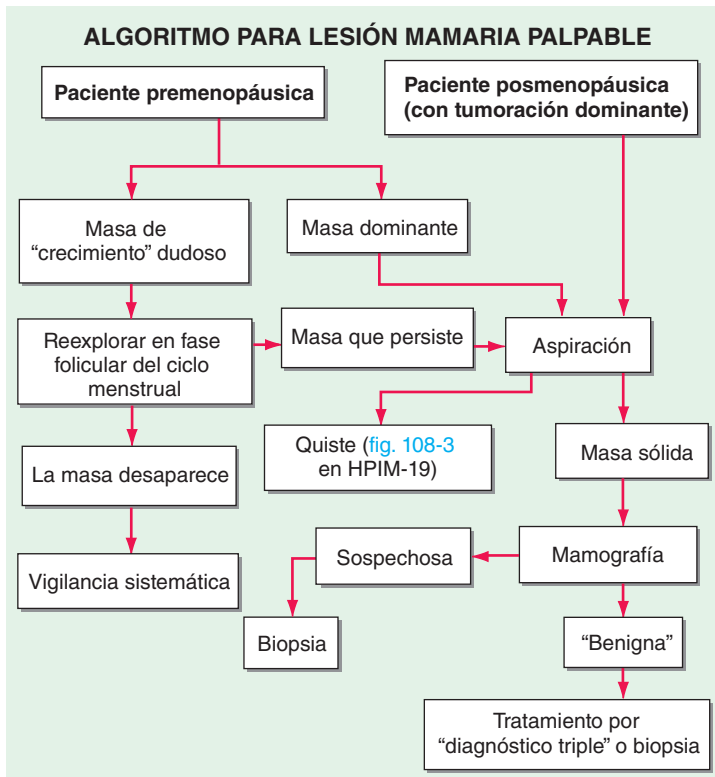 ALGORITMO PARA LESIÓN MAMARIA PALPABLE
Paciente premenopáusica
Paciente posmenopáusica
(con tumoración dominante)
Masa de
“crecimiento” dudoso
Masa dominante
Reexplorar en fase
folicular del ciclo
menstrual
Masa que persiste
Aspiración
La masa desaparece
Quiste (fig. 108-3
en HPIM-19)
Masa sólida
Vigilancia sistemática
Sospechosa
Mamografía
Biopsia
“Benigna”
Tratamiento por
“diagnóstico triple” o biopsia